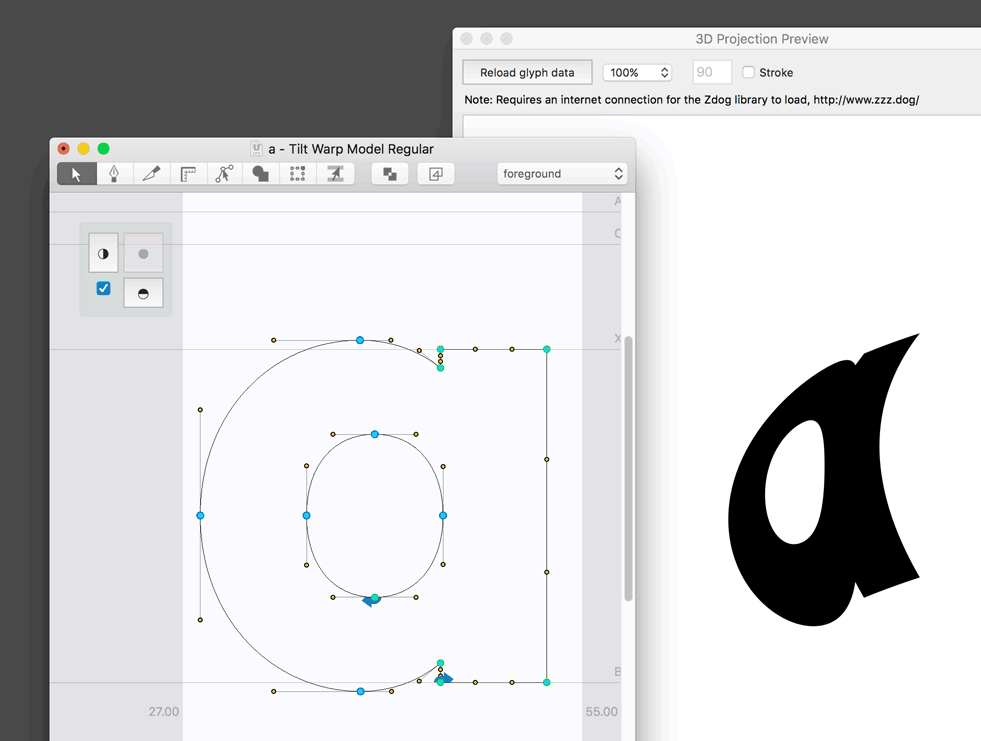 3D Projection Preview
Reload glyph data
100%
90
Stroke
Note: Requires an internet connection for the Zdog library to load, http://www.zzz.dog/
a - Tilt Warp Model Regular
foreground
A
C
X
B
27.00
55.00
a